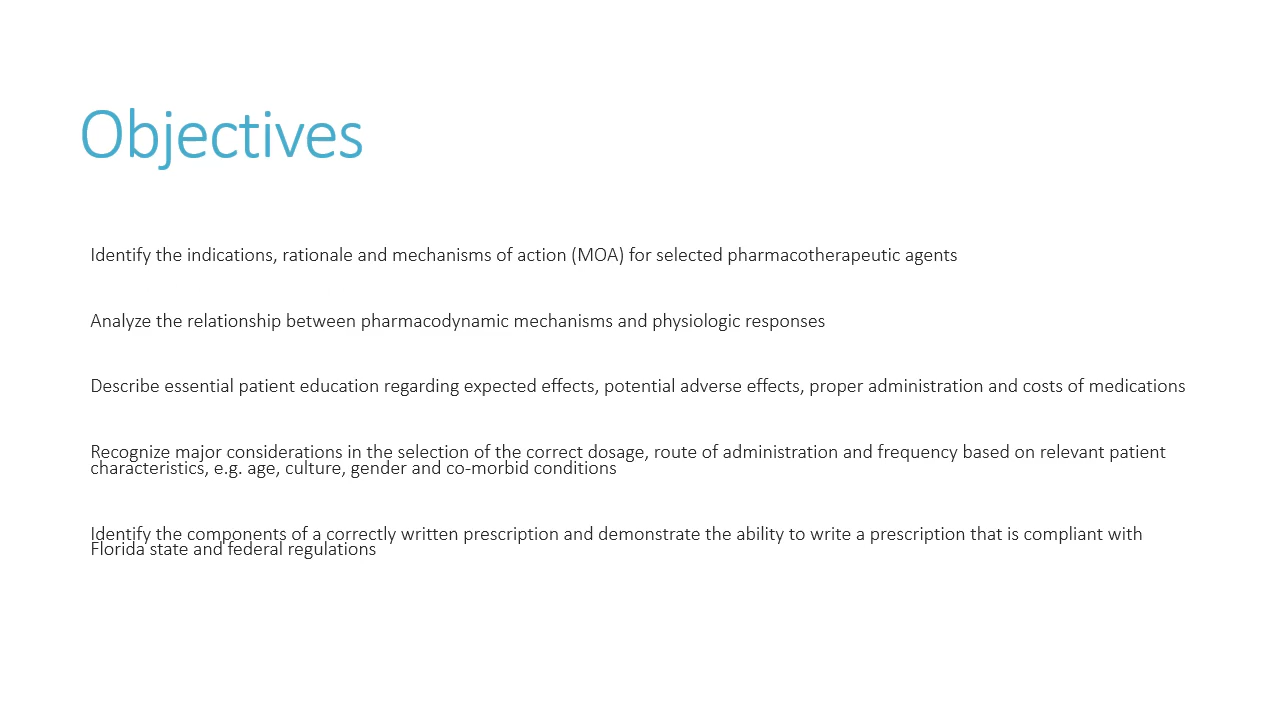 Objectives
Identify the indications, rationale and mechanisms of action (MOA) for selected pharmacotherapeutic agents
Analyze the relationship between pharmacodynamic mechanisms and physiologic responses
Describe essential patient education regarding expected effects, potential adverse effects, proper administration and costs of medications
Recognize major considerations in the selection of the correct dosage, route of administration and frequency based on relevant patient
characteristics, e.g. age, culture, gender and co-morbid conditions
Identify the components of a correctly written prescription and demonstrate the ability to write a prescription that is compliant with
Florida state and federal regulations